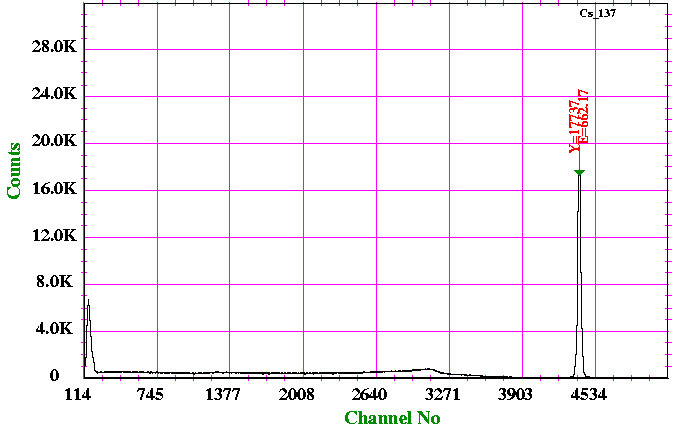 Cs_137
28.0K
24.0K
20.0K
16.0K
12.0K
8.0K
4.0K
0
Counts
Y=17737
E=662.17
114 745 1377 2008 2640 3271 3903 4534
Channel No